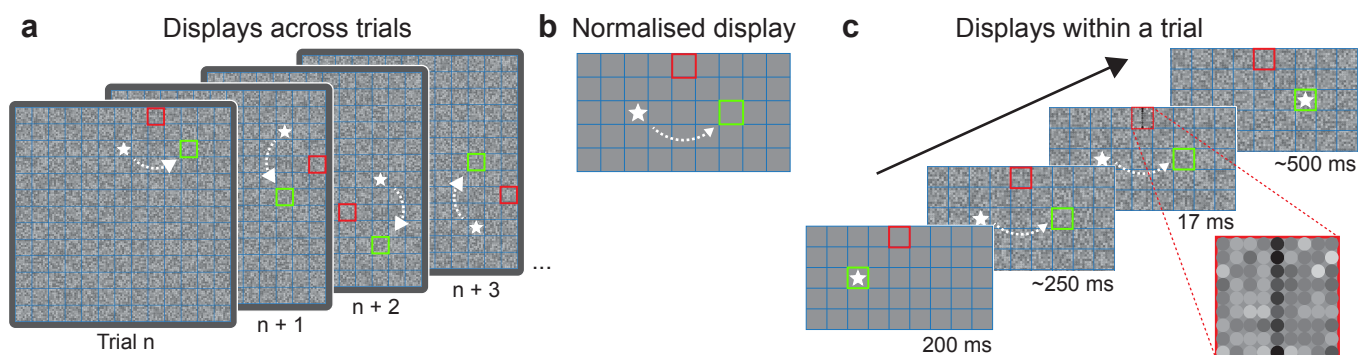 a Displays across trials
b Normalised display
c Displays within a trial
Trial n
n + 1
n + 2
n + 3
...
200 ms
~250 ms
17 ms
~500 ms